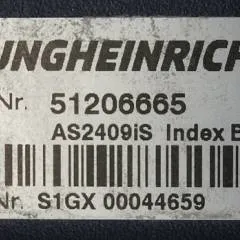 UNGHEINRICH
Nr. 51206665
AS2409iS Index B
Nr. S1GX 00044659